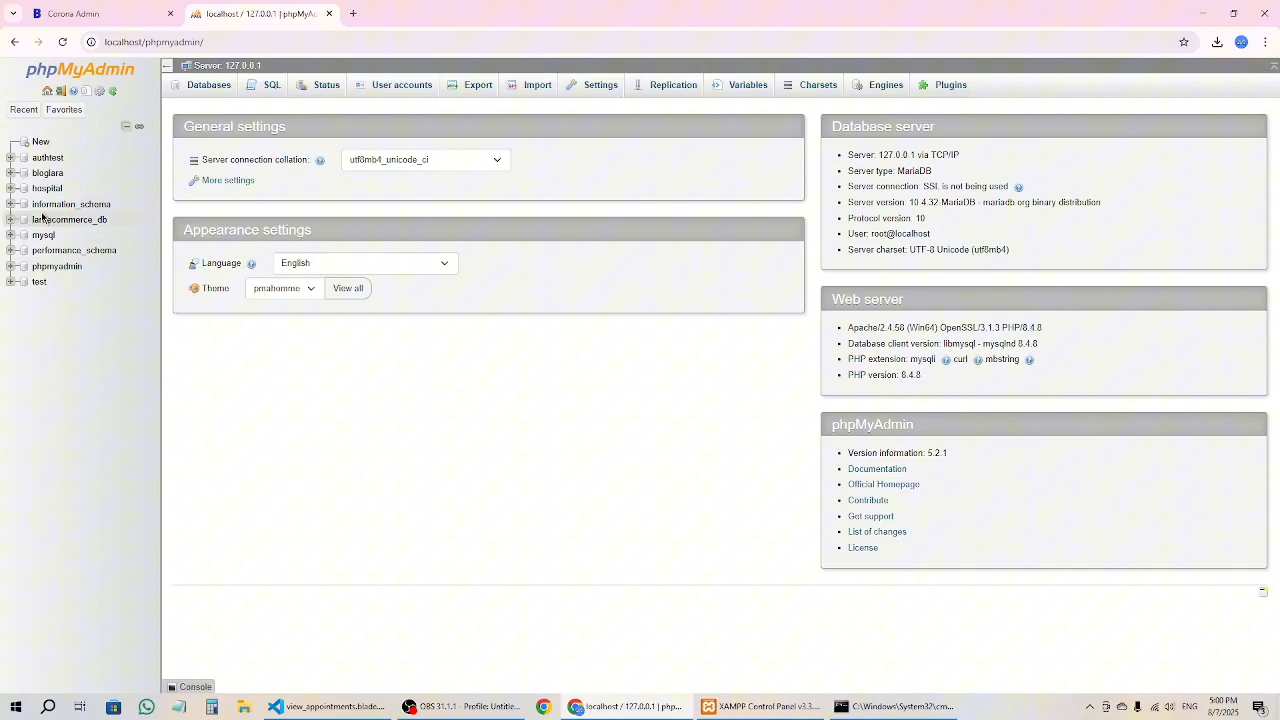 Corona Admin
localhost / 127.0.0.1 | phpMyAdm
localhost/phpmyadmin/
phpMyAdmin
Recent
Favorites
New
authtest
bloglara
hospital
information_schema
mysql
performance_schema
phpmyadmin
test
Server: 127.0.0.1
Databases
SQL
Status
User accounts
Export
Import
Settings
Replication
Variables
Charsets
Engines
Plugins
General settings
Server connection collation:
utf8mb4_unicode_ci
More settings
Appearance settings
Language
English
Theme
pmahomme
View all
Database server
Server: 127.0.0.1 via TCP/IP
Server type: MariaDB
Server connection: SSL is not being used
Server version: 10.4.32-MariaDB - mariadb.org binary distribution
Protocol version: 10
User: root@localhost
Server charset: UTF-8 Unicode (utf8mb4)
Web server
Apache/2.4.58 (Win64) OpenSSL/3.1.3 PHP/8.4.8
Database client version: libmysql - mysqlnd 8.4.8
PHP extension: mysqli curl mbstring
PHP version: 8.4.8
phpMyAdmin
Version information: 5.2.1
Documentation
Official Homepage
Contribute
Get support
List of changes
License
Console
view_appointments.blade...
OBS 31.1.1 - Profile: Untitle...
localhost / 127.0.0.1 | php...
XAMPP Control Panel v3.3...
C:\Windows\System32\cm...
ENG
5:00 PM
8/7/2025